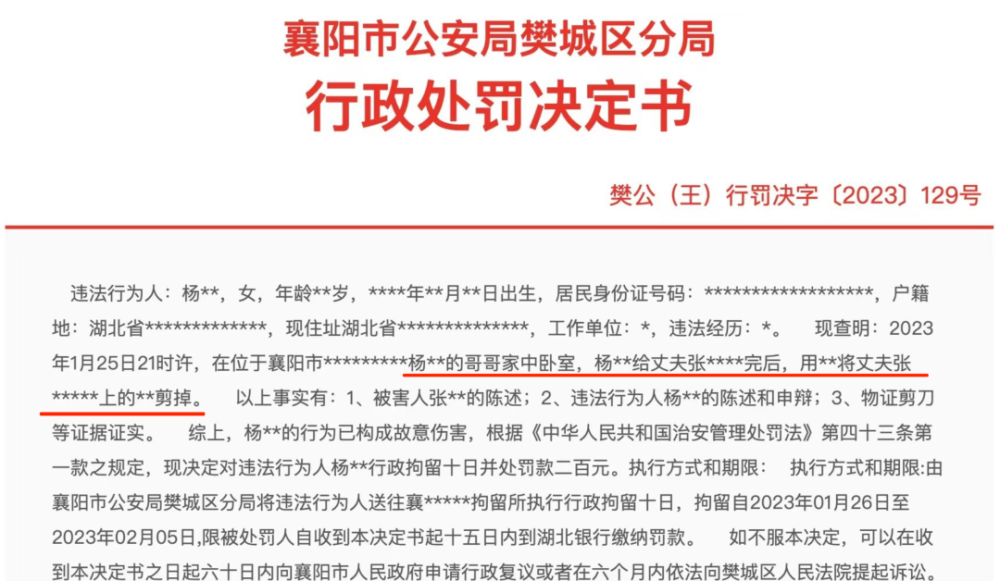 襄阳市公安局樊城区分局
行政处罚决定书
樊公（王）行罚决字〔2023〕129号
违法行为人：杨**，女，年龄**岁，****年**月**日出生，居民身份证号码：******************，户籍
地：湖北省*************，现住址湖北省**************，工作单位：*，违法经历：*。 现查明：2023
年1月25日21时许，在位于襄阳市*********杨**的哥哥家中卧室，杨**给丈夫张****完后，用**将丈夫张
*****上的**剪掉。 以上事实有：1、被害人张**的陈述；2、违法行为人杨**的陈述和申辩；3、物证剪刀
等证据证实。 综上，杨**的行为已构成故意伤害，根据《中华人民共和国治安管理处罚法》第四十三条第
一款之规定，现决定对违法行为人杨**行政拘留十日并处罚款二百元。执行方式和期限： 执行方式和期限:由
襄阳市公安局樊城区分局将违法行为人送往襄*****拘留所执行行政拘留十日，拘留自2023年01月26日至
2023年02月05日,限被处罚人自收到本决定书起十五日内到湖北银行缴纳罚款。 如不服本决定，可以在收
到本决定书之日起六十日内向襄阳市人民政府申请行政复议或者在六个月内依法向樊城区人民法院提起诉讼。